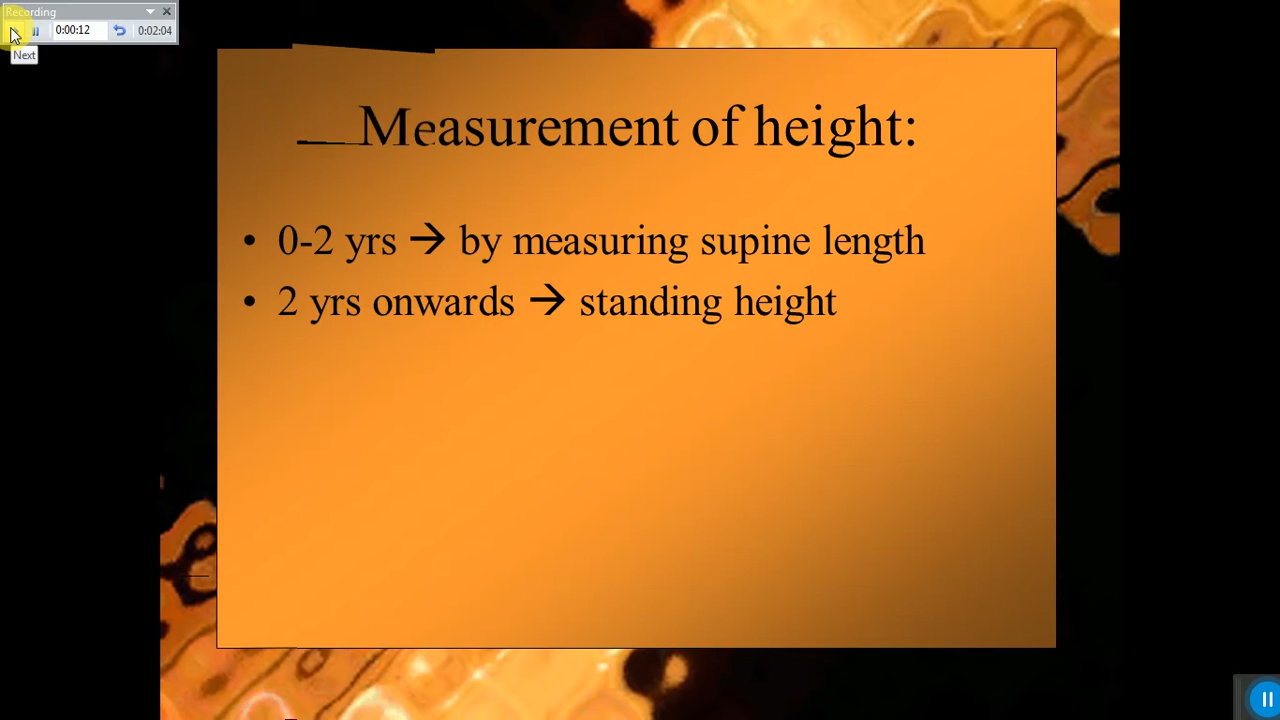 Recording
0:00:12 0:02:04
Next
Measurement of height:
• 0-2 yrs → by measuring supine length
• 2 yrs onwards → standing height